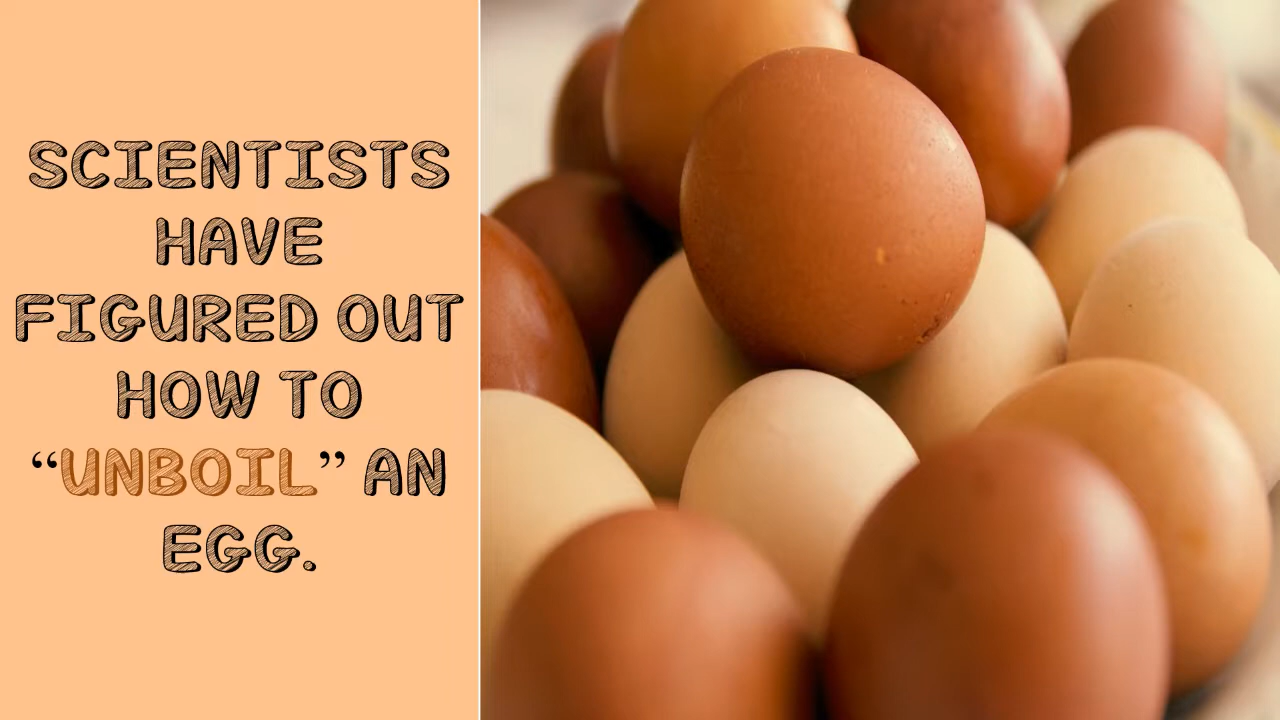 SCIENTISTS
HAVE
FIGURED OUT
HOW TO
“UNBOIL” AN
EGG.